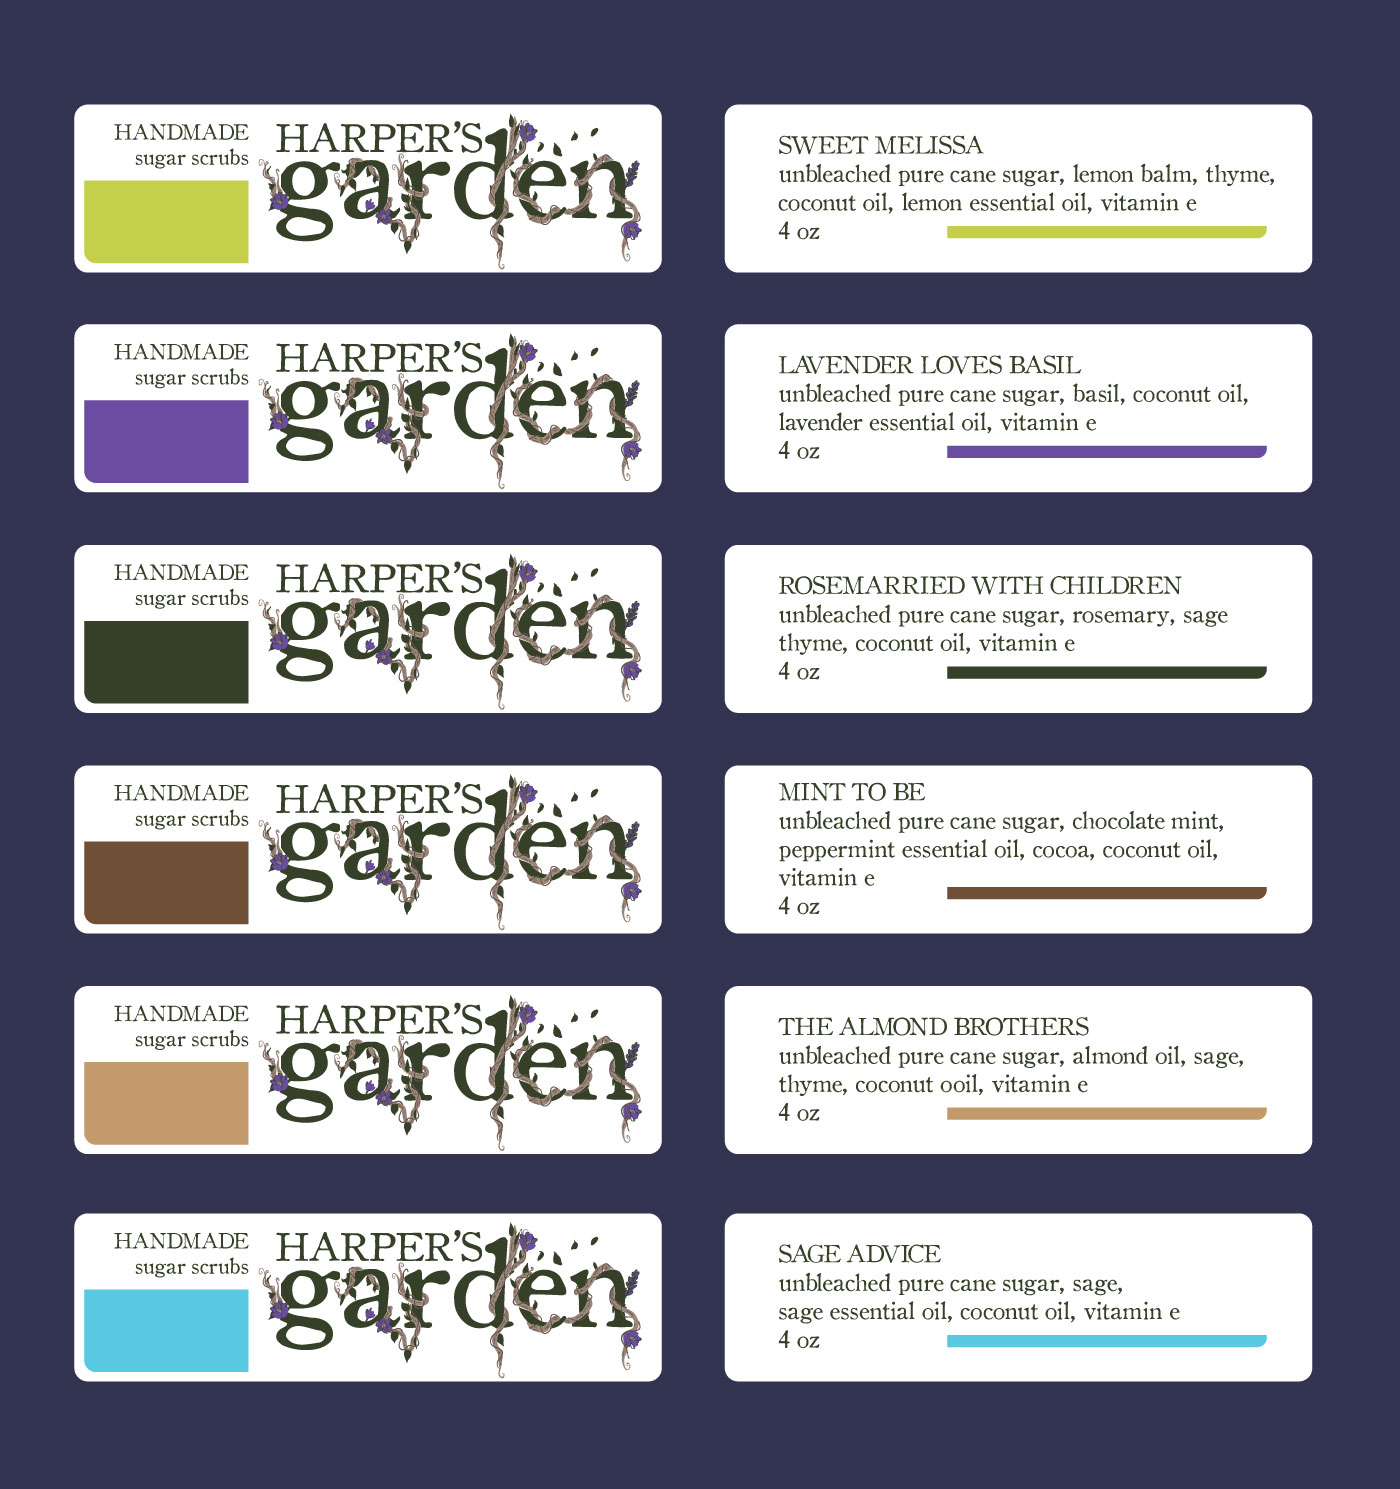 HANDMADE
sugar scrubs
HARPER'S
garden
SWEET MELISSA
unbleached pure cane sugar, lemon balm, thyme,
coconut oil, lemon essential oil, vitamin e
4 oz
HANDMADE
sugar scrubs
HARPER'S
garden
LAVENDER LOVES BASIL
unbleached pure cane sugar, basil, coconut oil,
lavender essential oil, vitamin e
4 oz
HANDMADE
sugar scrubs
HARPER'S
garden
ROSEMARRIED WITH CHILDREN
unbleached pure cane sugar, rosemary, sage
thyme, coconut oil, vitamin e
4 oz
HANDMADE
sugar scrubs
HARPER'S
garden
MINT TO BE
unbleached pure cane sugar, chocolate mint,
peppermint essential oil, cocoa, coconut oil,
vitamin e
4 oz
HANDMADE
sugar scrubs
HARPER'S
garden
THE ALMOND BROTHERS
unbleached pure cane sugar, almond oil, sage,
thyme, coconut ooil, vitamin e
4 oz
HANDMADE
sugar scrubs
HARPER'S
garden
SAGE ADVICE
unbleached pure cane sugar, sage,
sage essential oil, coconut oil, vitamin e
4 oz